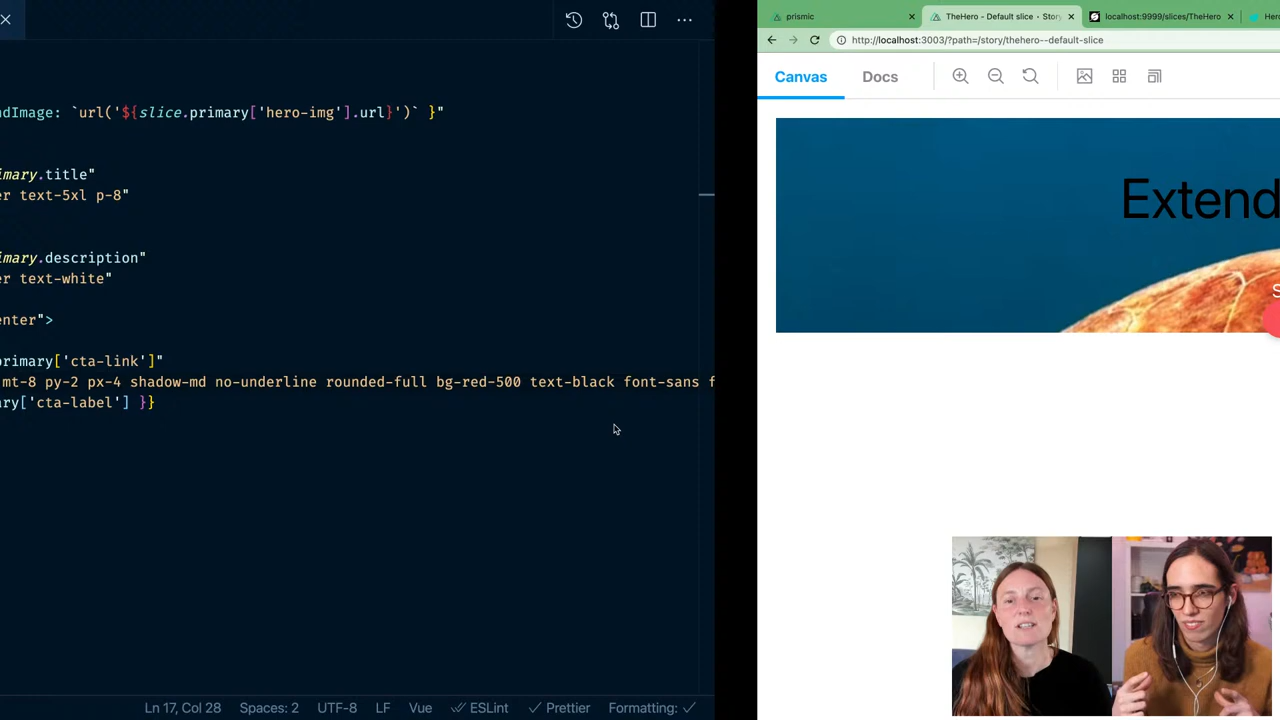 ndImage: `url('${slice.primary['hero-img'].url}')` }"
imary.title"
er text-5xl p-8"
imary.description"
er text-white"
enter">
primary['cta-link']"
mt-8 py-2 px-4 shadow-md no-underline rounded-full bg-red-500 text-black font-sans f
ary['cta-label'] }}
Ln 17, Col 28
Spaces: 2
UTF-8
LF
Vue
ESLint
Prettier
Formatting:
prismic
TheHero - Default slice · Stor
localhost:9999/slices/TheHero
Her
http://localhost:3003/?path=/story/thehero--default-slice
Canvas
Docs
Extend
S